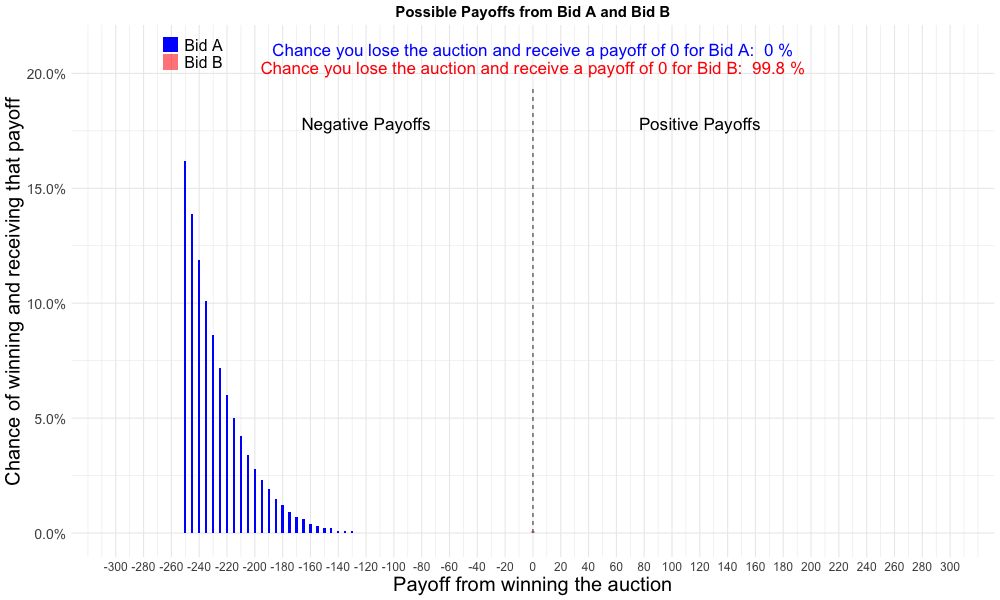 Possible Payoffs from Bid A and Bid B
Bid A
Bid B
Chance you lose the auction and receive a payoff of 0 for Bid A:  0 %
Chance you lose the auction and receive a payoff of 0 for Bid B:  99.8 %
Negative Payoffs
Positive Payoffs
Chance of winning and receiving that payoff
20.0%
15.0%
10.0%
5.0%
0.0%
-300 -280 -260 -240 -220 -200 -180 -160 -140 -120 -100 -80 -60 -40 -20 0 20 40 60 80 100 120 140 160 180 200 220 240 260 280 300
Payoff from winning the auction